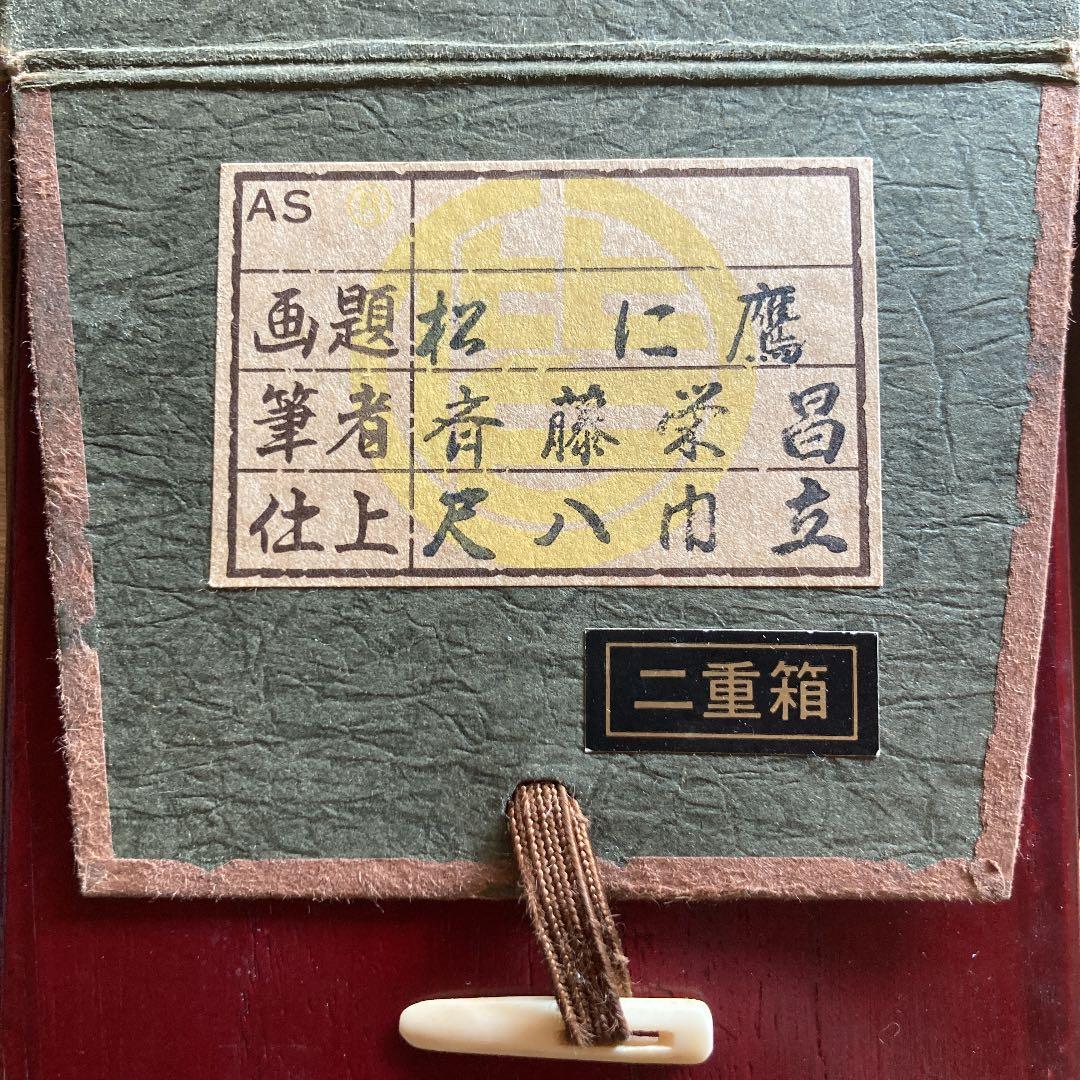 AS
画題 松に鷹
筆者 斉藤栄昌
仕上 尺八巾立
二重箱